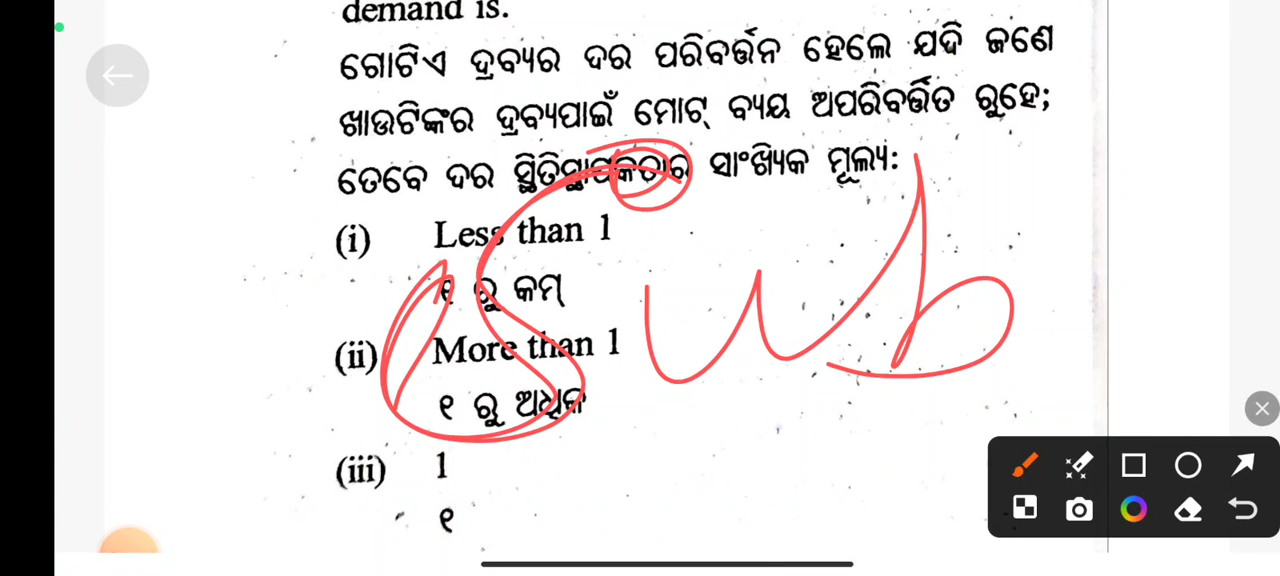 demand is.
ଗୋଟିଏ ଦ୍ରବ୍ୟର ଦର ପରିବର୍ତ୍ତନ ହେଲେ ଯଦି ଜଣେ
ଖାଉଟିଙ୍କର ଦ୍ରବ୍ୟପାଇଁ ମୋଟ୍ ବ୍ୟୟ ଅପରିବର୍ତ୍ତିତ ରୁହେ;
ତେବେ ଦର ସ୍ଥିତିସ୍ଥାପକତାର ସାଂଖ୍ୟିକ ମୂଲ୍ୟ:
(i) Less than 1
୧ ରୁ କମ୍
(ii) More than 1
୧ ରୁ ଅଧିକ
(iii) 1
୧
Sub